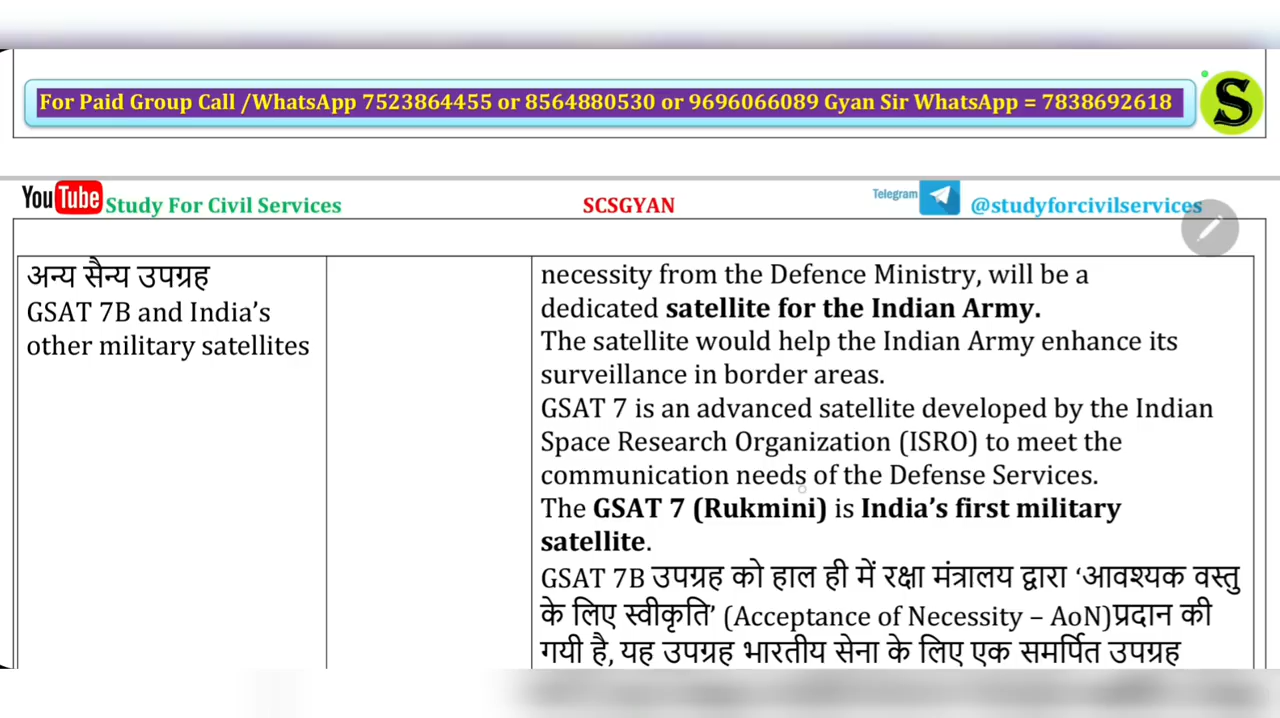 For Paid Group Call /WhatsApp 7523864455 or 8564880530 or 9696066089 Gyan Sir WhatsApp = 7838692618
S
YouTube Study For Civil Services
SCSGYAN
Telegram
@studyforcivilservices
अन्य सैन्य उपग्रह
GSAT 7B and India’s
other military satellites
necessity from the Defence Ministry, will be a
dedicated satellite for the Indian Army.
The satellite would help the Indian Army enhance its
surveillance in border areas.
GSAT 7 is an advanced satellite developed by the Indian
Space Research Organization (ISRO) to meet the
communication needs of the Defense Services.
The GSAT 7 (Rukmini) is India’s first military
satellite.
GSAT 7B उपग्रह को हाल ही में रक्षा मंत्रालय द्वारा ‘आवश्यक वस्तु
के लिए स्वीकृति’ (Acceptance of Necessity – AoN)प्रदान की
गयी है, यह उपग्रह भारतीय सेना के लिए एक समर्पित उपग्रह